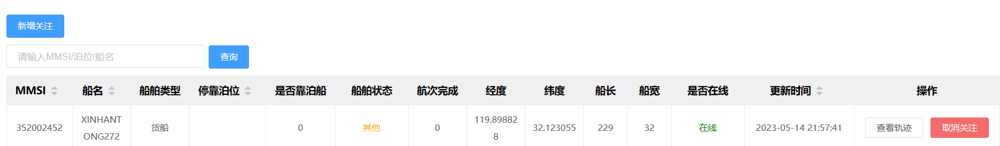 新增关注
请输入MMSI/泊位/船名 查询
MMSI 船名 船舶类型 停靠泊位 是否靠泊船 船舶状态 航次完成 经度 纬度 船长 船宽 是否在线 更新时间 操作
352002452 XINHANT 货船 0 其他 0 119.89882 32.123055 229 32 在线 2023-05-14 21:57:41 查看轨迹 取消关注
ONG272 8